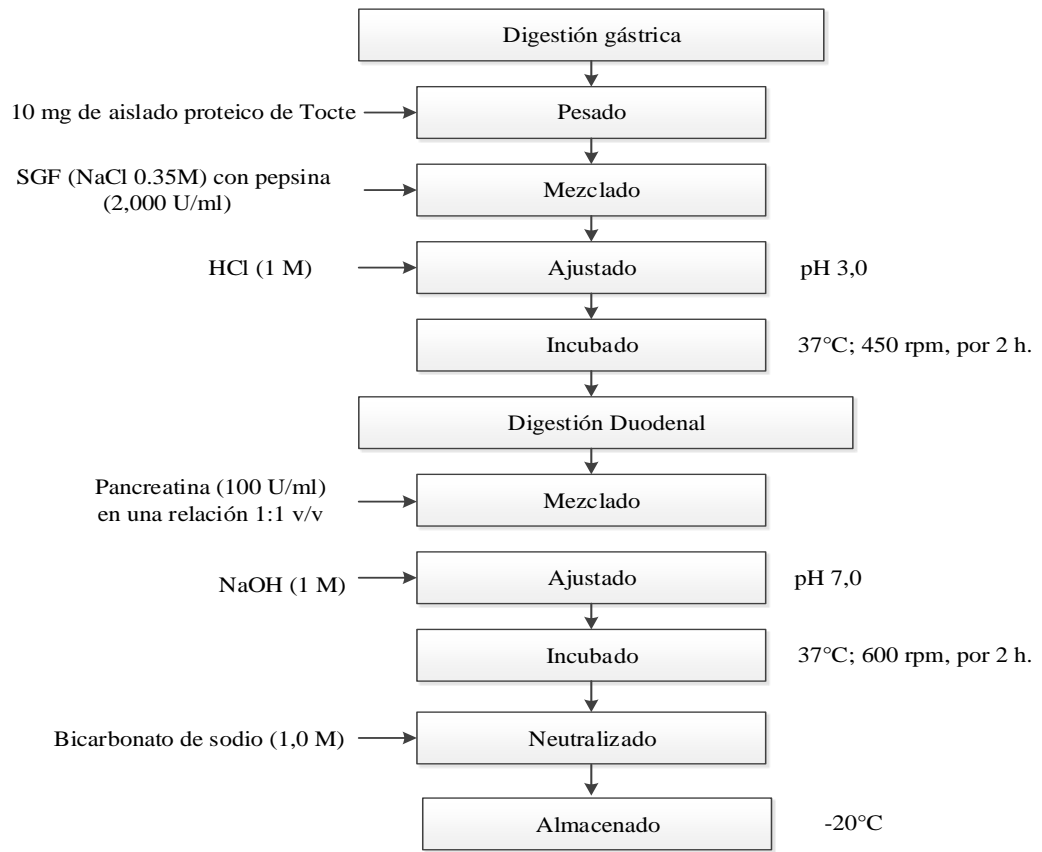 Digestión gástrica
10 mg de aislado proteico de Tocte
Pesado
SGF (NaCl 0.35M) con pepsina
(2,000 U/ml)
Mezclado
HCl (1 M)
Ajustado
pH 3,0
Incubado
37°C; 450 rpm, por 2 h.
Digestión Duodenal
Pancreatina (100 U/ml)
en una relación 1:1 v/v
Mezclado
NaOH (1 M)
Ajustado
pH 7,0
Incubado
37°C; 600 rpm, por 2 h.
Bicarbonato de sodio (1,0 M)
Neutralizado
Almacenado
-20°C